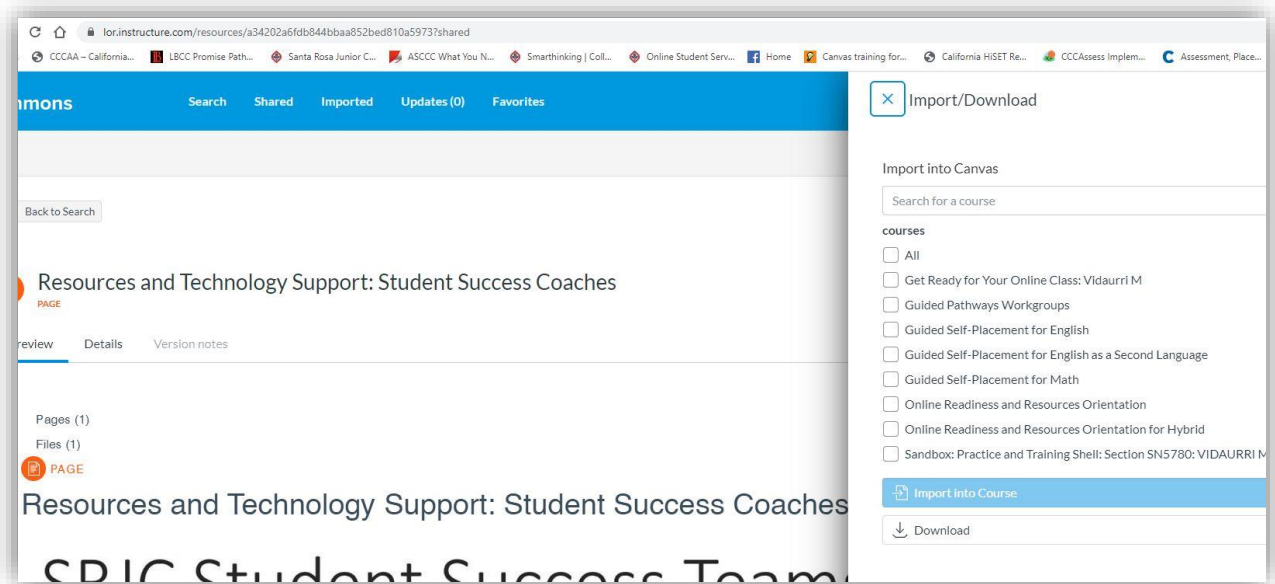 lor.instructure.com/resources/a34202a6fdb844bbaa852bed810a5973?shared
CCCAA – California... LBCC Promise Path... Santa Rosa Junior C... ASCCC What You N... Smarthinking | Coll... Online Student Serv... Home Canvas training for... California HiSET Re... CCCAssess Implem... Assessment, Place...
mmons Search Shared Imported Updates (0) Favorites
Import/Download
Back to Search
Resources and Technology Support: Student Success Coaches
PAGE
review Details Version notes
Pages (1)
Files (1)
PAGE
Resources and Technology Support: Student Success Coaches
SRJC Student Success Teams
Import into Canvas
Search for a course
courses
All
Get Ready for Your Online Class: Vidaurri M
Guided Pathways Workgroups
Guided Self-Placement for English
Guided Self-Placement for English as a Second Language
Guided Self-Placement for Math
Online Readiness and Resources Orientation
Online Readiness and Resources Orientation for Hybrid
Sandbox: Practice and Training Shell: Section SN5780: VIDAURRI M
Import into Course
Download